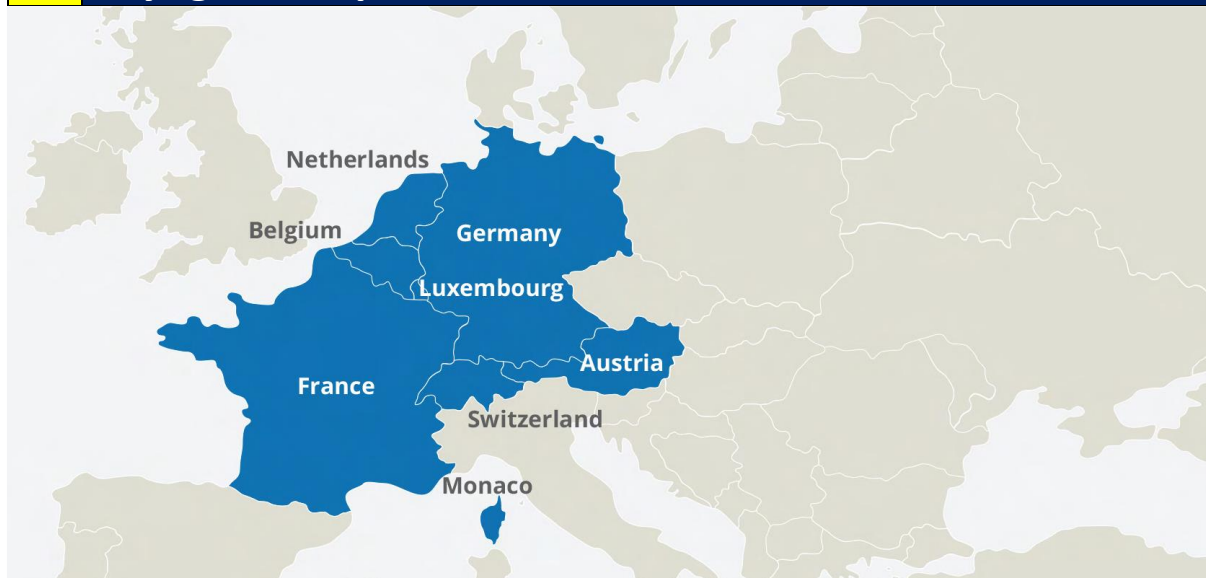 Netherlands
Belgium
Germany
Luxembourg
Austria
France
Switzerland
Monaco